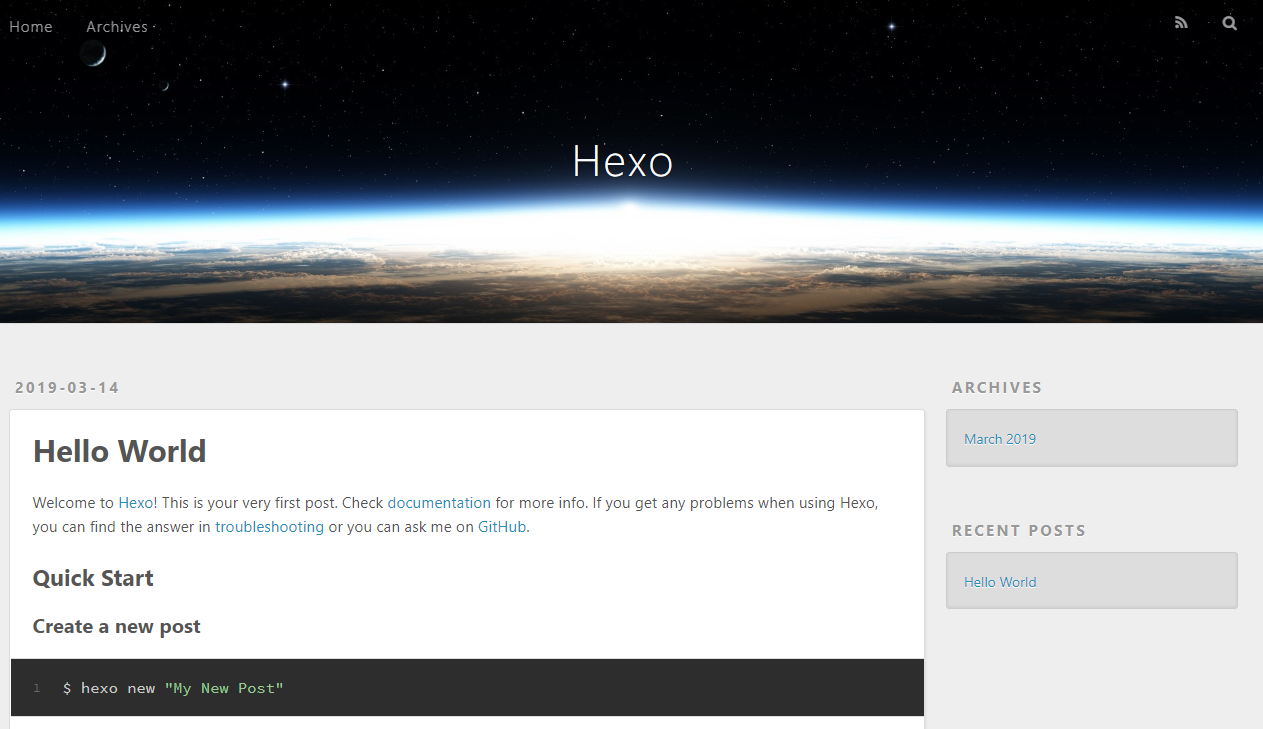 Home Archives
Hexo
2019-03-14
Hello World
Welcome to Hexo! This is your very first post. Check documentation for more info. If you get any problems when using Hexo,
you can find the answer in troubleshooting or you can ask me on GitHub.
Quick Start
Create a new post
1 $ hexo new "My New Post"
ARCHIVES
March 2019
RECENT POSTS
Hello World